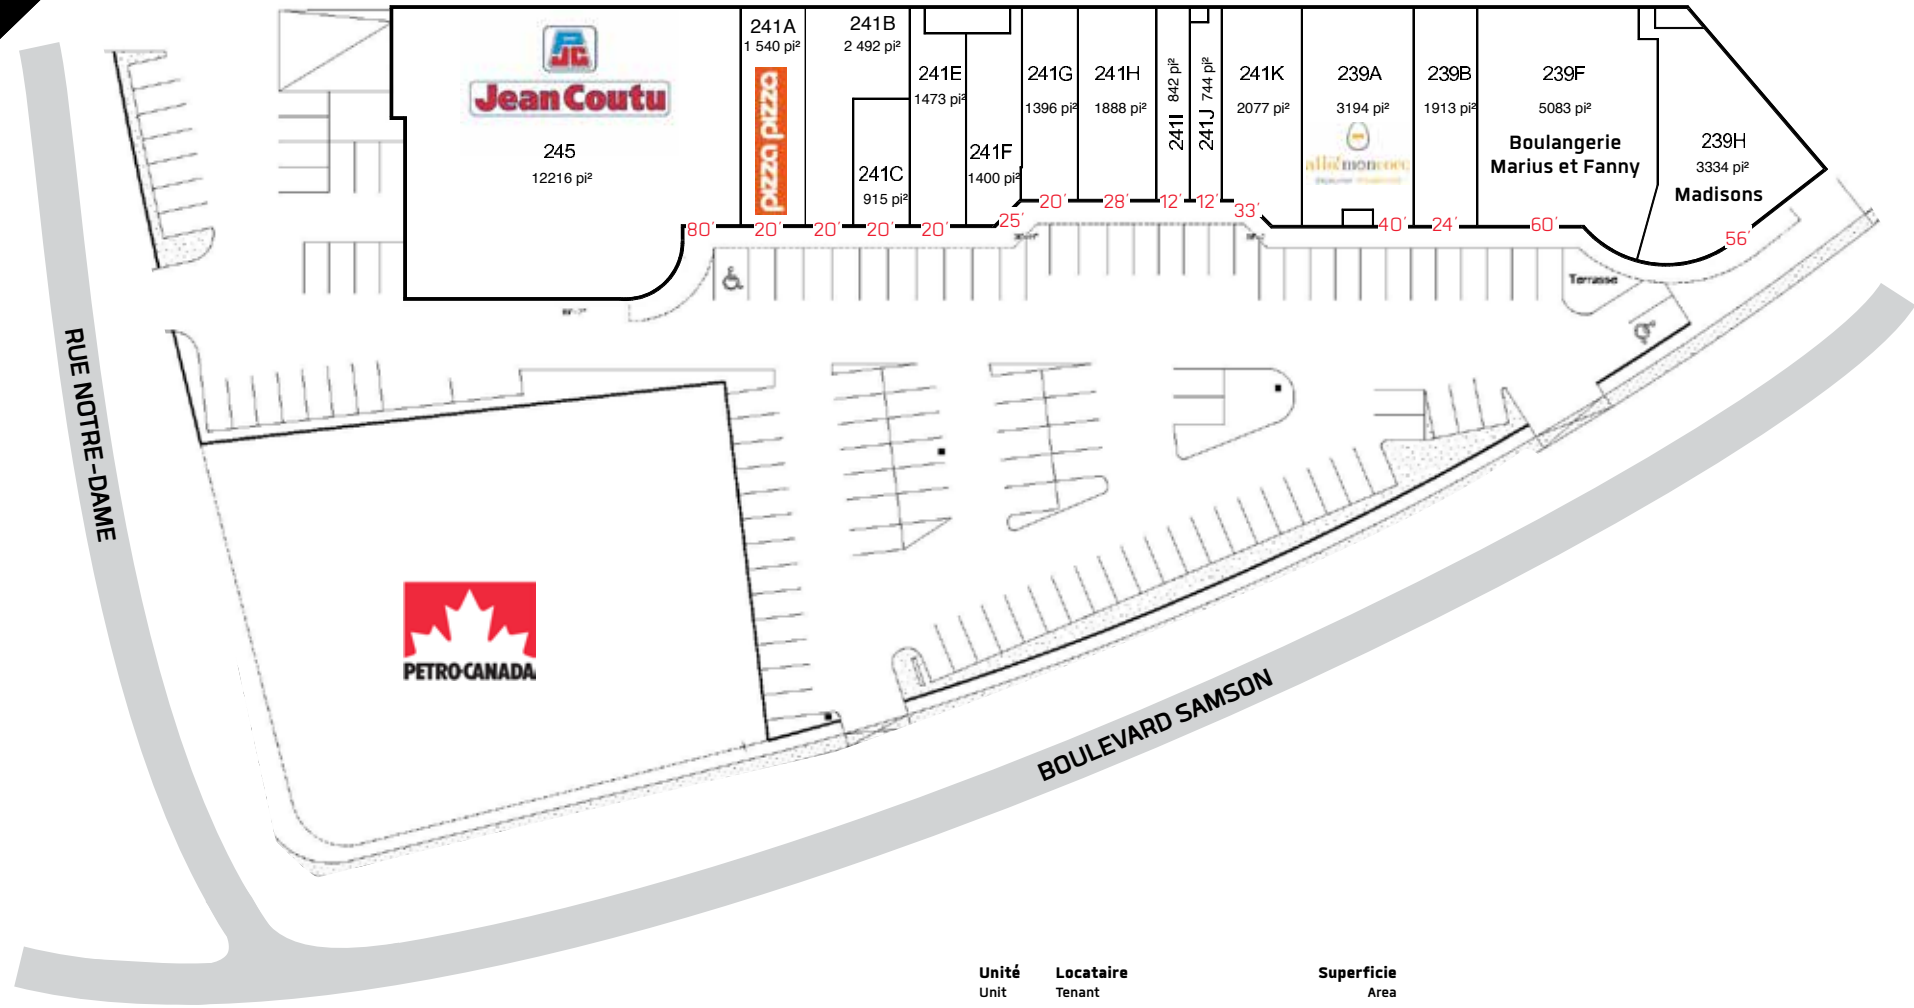 Jean Coutu
245
12216 pi²
241A
1 540 pi²
pizza pizza
241B
2 492 pi²
241C
915 pi²
241E
1473 pi²
241F
1400 pi²
241G
1396 pi²
241H
1888 pi²
241I 842 pi²
241J 744 pi²
241K
2077 pi²
239A
3194 pi²
allô!moncoco
239B
1913 pi²
239F
5083 pi²
Boulangerie
Marius et Fanny
239H
3334 pi²
Madisons
80' 20' 20' 20' 20' 25' 20' 28' 12' 12' 33' 40' 24' 60' 56'
Terrasse
RUE NOTRE-DAME
PETRO-CANADA
BOULEVARD SAMSON
Unité Locataire Superficie
Unit Tenant Area